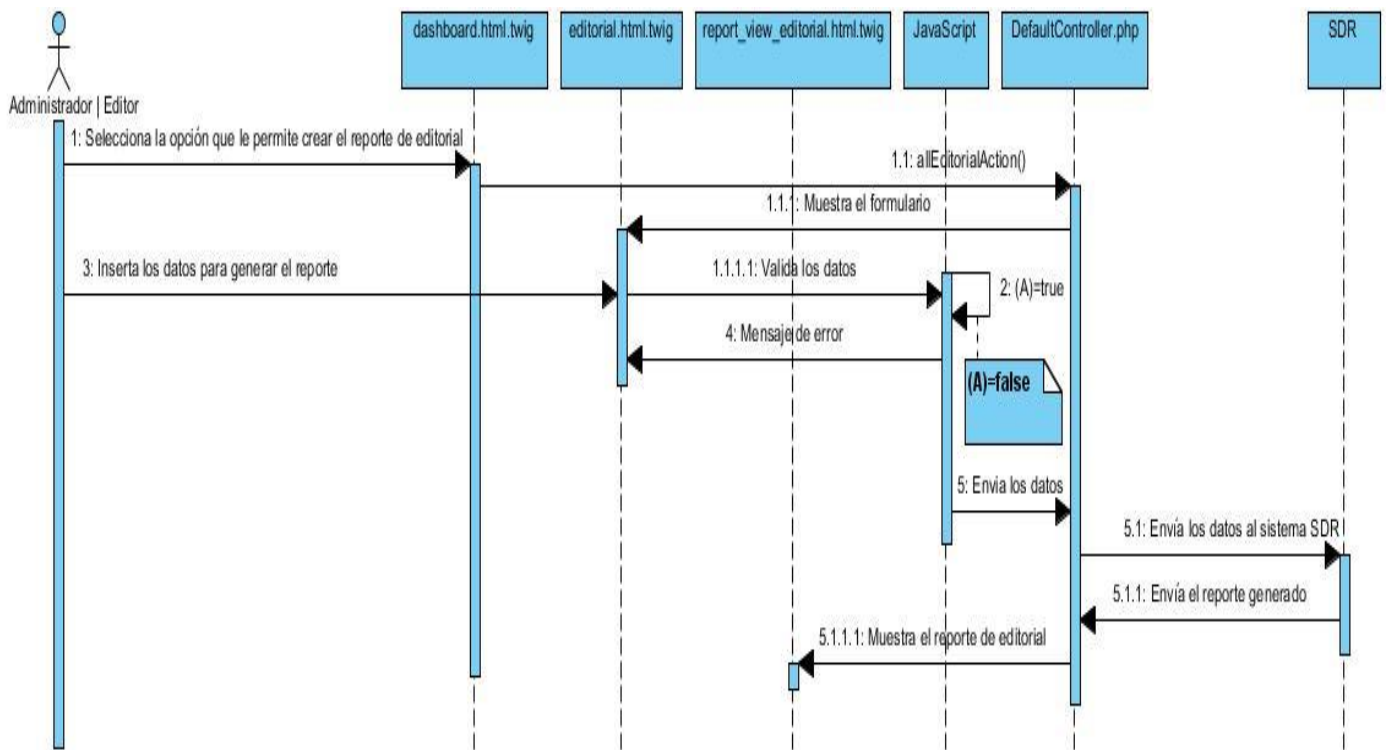 dashboard.html.twig
editorial.html.twig
report_view_editorial.html.twig
JavaScript
DefaultController.php
SDR
Administrador | Editor
1: Selecciona la opción que le permite crear el reporte de editorial
1.1: allEditorialAction()
1.1.1: Muestra el formulario
3: Inserta los datos para generar el reporte
1.1.1.1: Valida los datos
2: (A)=true
4: Mensaje de error
(A)=false
5: Envia los datos
5.1: Envía los datos al sistema SDR
5.1.1: Envía el reporte generado
5.1.1.1: Muestra el reporte de editorial